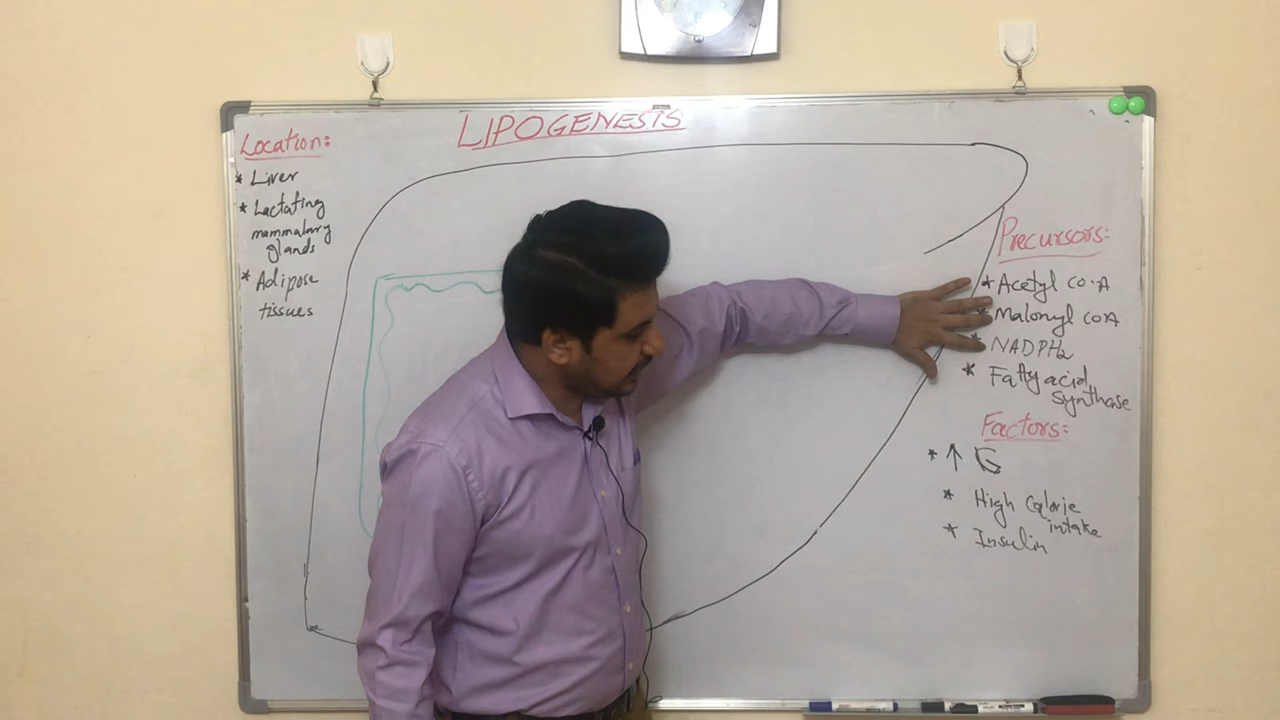 LIPOGENESIS
Location:
* Liver
* Lactating
mammalary
glands
* Adipose
tissues
Precursors:
* Acetyl co.A
* Malonyl coA
* NADPH2
* Fatty acid
synthase
Factors:
* ↑ G
* High Calorie
intake
* Insulin